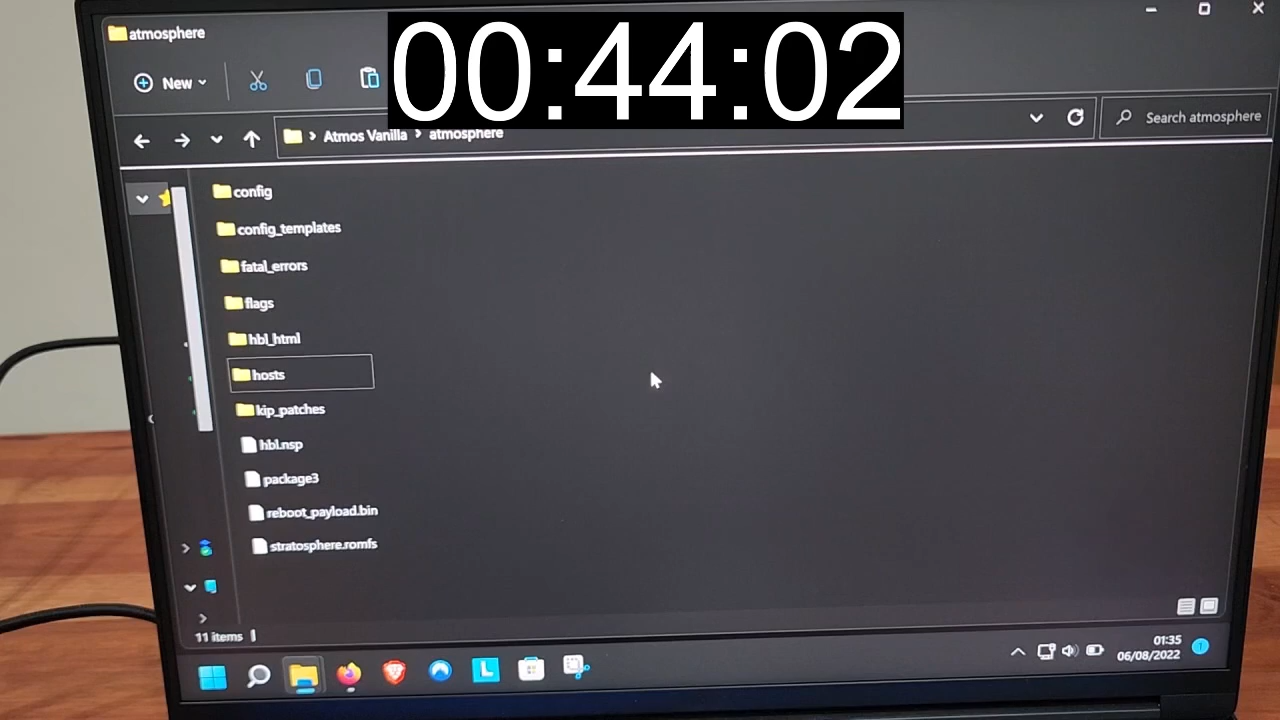 atmosphere
00:44:02
New
Atmos Vanilla
atmosphere
Search atmosphere
config
config_templates
fatal_errors
flags
hbl_html
hosts
kip_patches
hbl.nsp
package3
reboot_payload.bin
stratosphere.romfs
11 items
01:35
06/08/2022
1
L